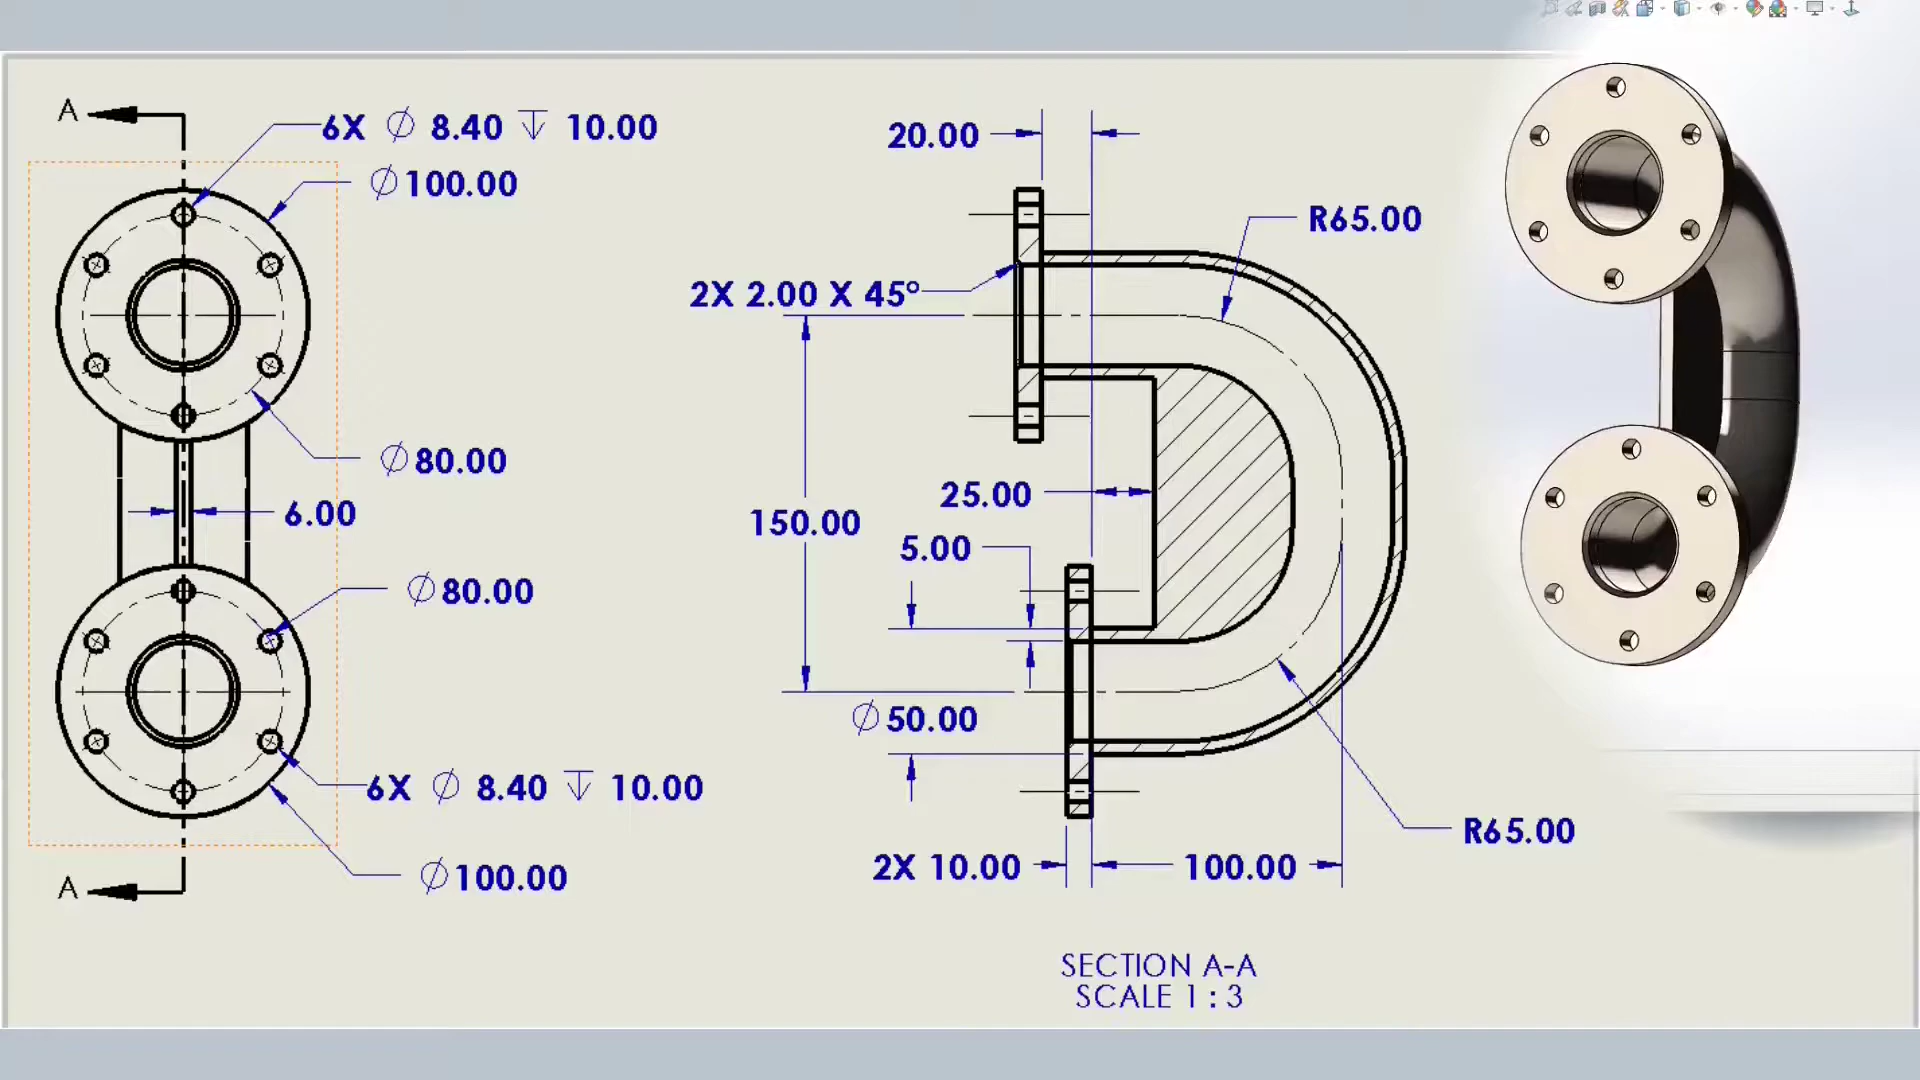 A
6X ∅ 8.40 ↧ 10.00
∅100.00
∅80.00
6.00
∅80.00
6X ∅ 8.40 ↧ 10.00
∅100.00
A
20.00
R65.00
2X 2.00 X 45°
25.00
150.00
5.00
∅50.00
R65.00
2X 10.00
100.00
SECTION A-A
SCALE 1 : 3